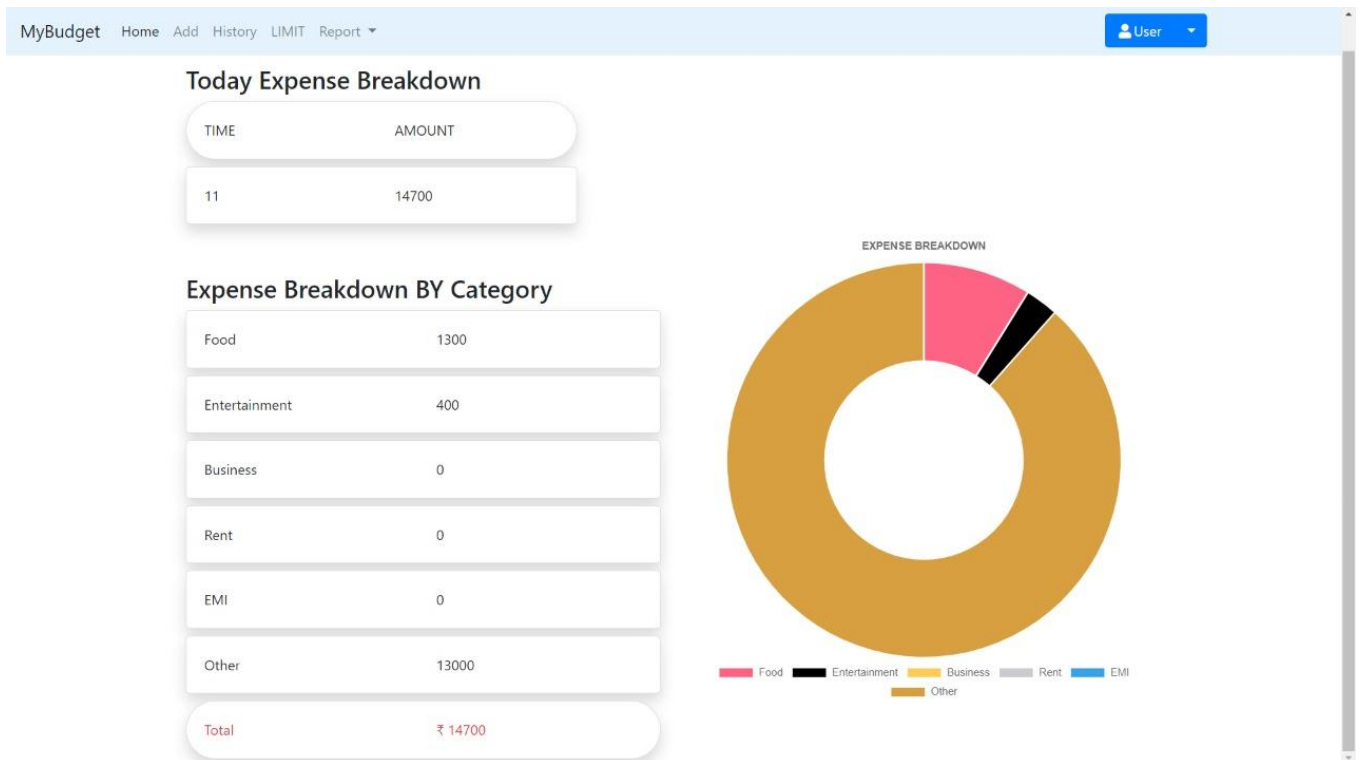 MyBudget Home Add History LIMIT Report User
Today Expense Breakdown
TIME AMOUNT
11 14700
Expense Breakdown BY Category
Food 1300
Entertainment 400
Business 0
Rent 0
EMI 0
Other 13000
Total ₹ 14700
EXPENSE BREAKDOWN
Food Entertainment Business Rent EMI
Other